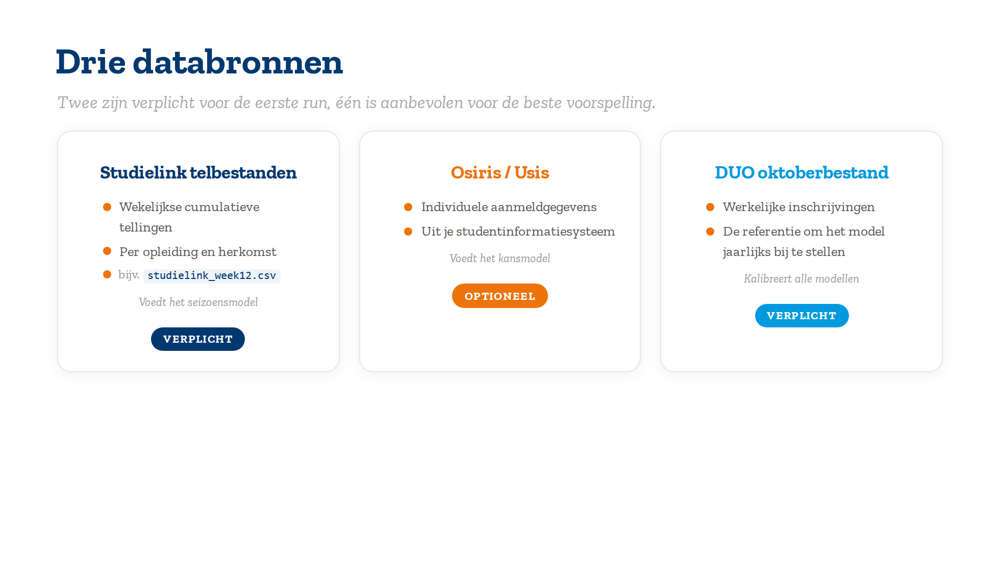 Drie databronnen
Twee zijn verplicht voor de eerste run, één is aanbevolen voor de beste voorspelling.
Studielink telbestanden
Wekelijkse cumulatieve
tellingen
Per opleiding en herkomst
bijv. studielink_week12.csv
Voedt het seizoensmodel
VERPLICHT
Osiris / Usis
Individuele aanmeldgegevens
Uit je studentinformatiesysteem
Voedt het kansmodel
OPTIONEEL
DUO oktoberbestand
Werkelijke inschrijvingen
De referentie om het model
jaarlijks bij te stellen
Kalibreert alle modellen
VERPLICHT